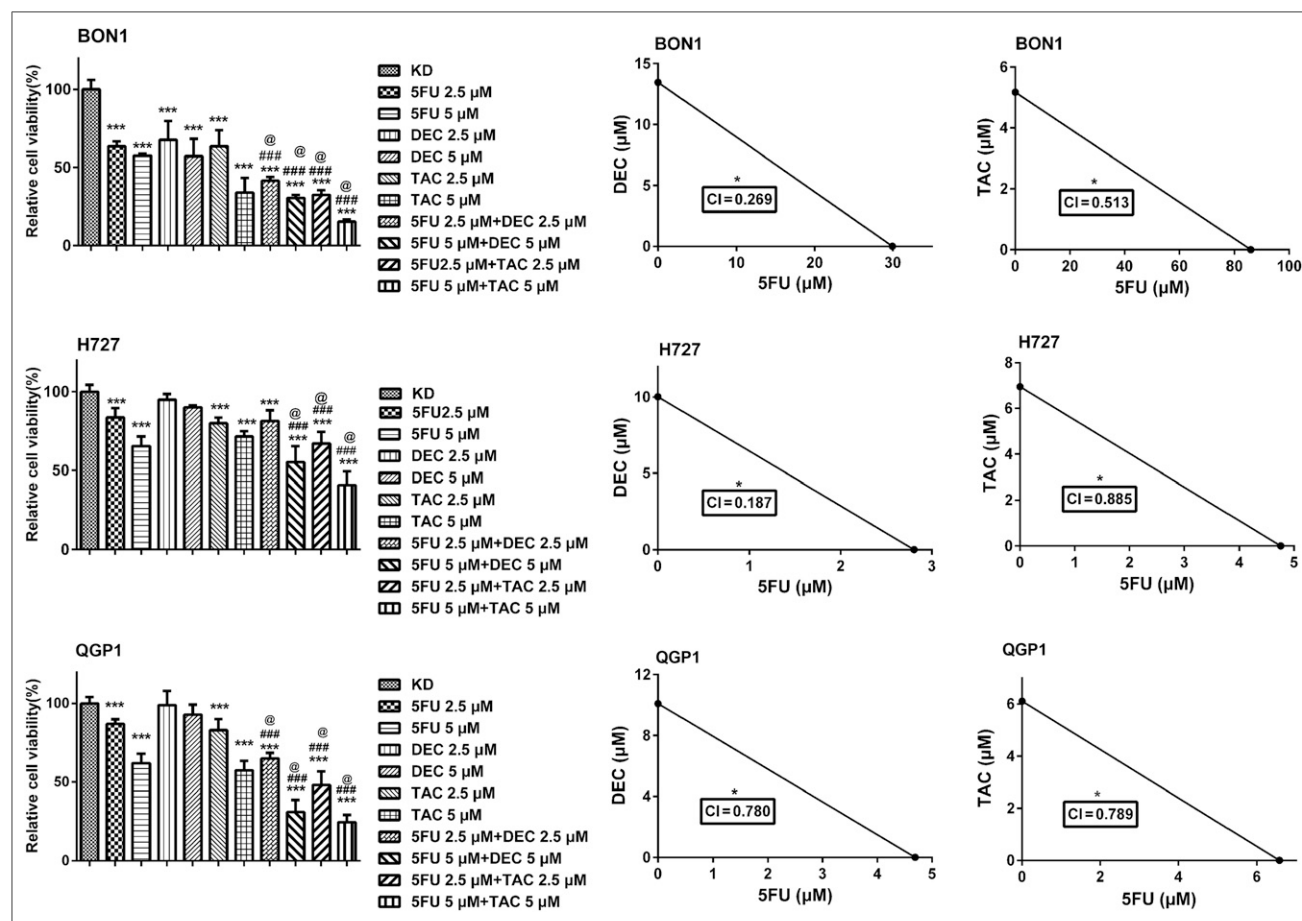 BON1
Relative cell viability(%)
100
50
0
***
***
***
***
***
***
@
###
***
@
###
***
@
###
***
@
###
***
KD
5FU 2.5 µM
5FU 5 µM
DEC 2.5 µM
DEC 5 µM
TAC 2.5 µM
TAC 5 µM
5FU 2.5 µM+DEC 2.5 µM
5FU 5 µM+DEC 5 µM
5FU2.5 µM+TAC 2.5 µM
5FU 5 µM+TAC 5 µM
BON1
DEC (µM)
15
10
5
0
*
CI=0.269
0 10 20 30
5FU (µM)
BON1
TAC (µM)
6
4
2
0
*
CI=0.513
0 20 40 60 80 100
5FU (µM)
H727
Relative cell viability(%)
100
50
0
***
***
***
***
***
@
###
***
@
###
***
@
###
***
KD
5FU2.5 µM
5FU 5 µM
DEC 2.5 µM
DEC 5 µM
TAC 2.5 µM
TAC 5 µM
5FU 2.5 µM+DEC 2.5 µM
5FU 5 µM+DEC 5 µM
5FU 2.5 µM+TAC 2.5 µM
5FU 5 µM+TAC 5 µM
H727
DEC (µM)
10
5
0
*
CI=0.187
0 1 2 3
5FU (µM)
H727
TAC (µM)
8
6
4
2
0
*
CI=0.885
0 1 2 3 4 5
5FU (µM)
QGP1
Relative cell viability(%)
100
50
0
***
***
***
***
@
###
***
@
###
***
@
###
***
@
###
***
KD
5FU 2.5 µM
5FU 5 µM
DEC 2.5 µM
DEC 5 µM
TAC 2.5 µM
TAC 5 µM
5FU 2.5 µM+DEC 2.5 µM
5FU 5 µM+DEC 5 µM
5FU 2.5 µM+TAC 2.5 µM
5FU 5 µM+TAC 5 µM
QGP1
DEC (µM)
12
8
4
0
*
CI=0.780
0 1 2 3 4 5
5FU (µM)
QGP1
TAC (µM)
6
4
2
0
*
CI=0.789
0 2 4 6
5FU (µM)